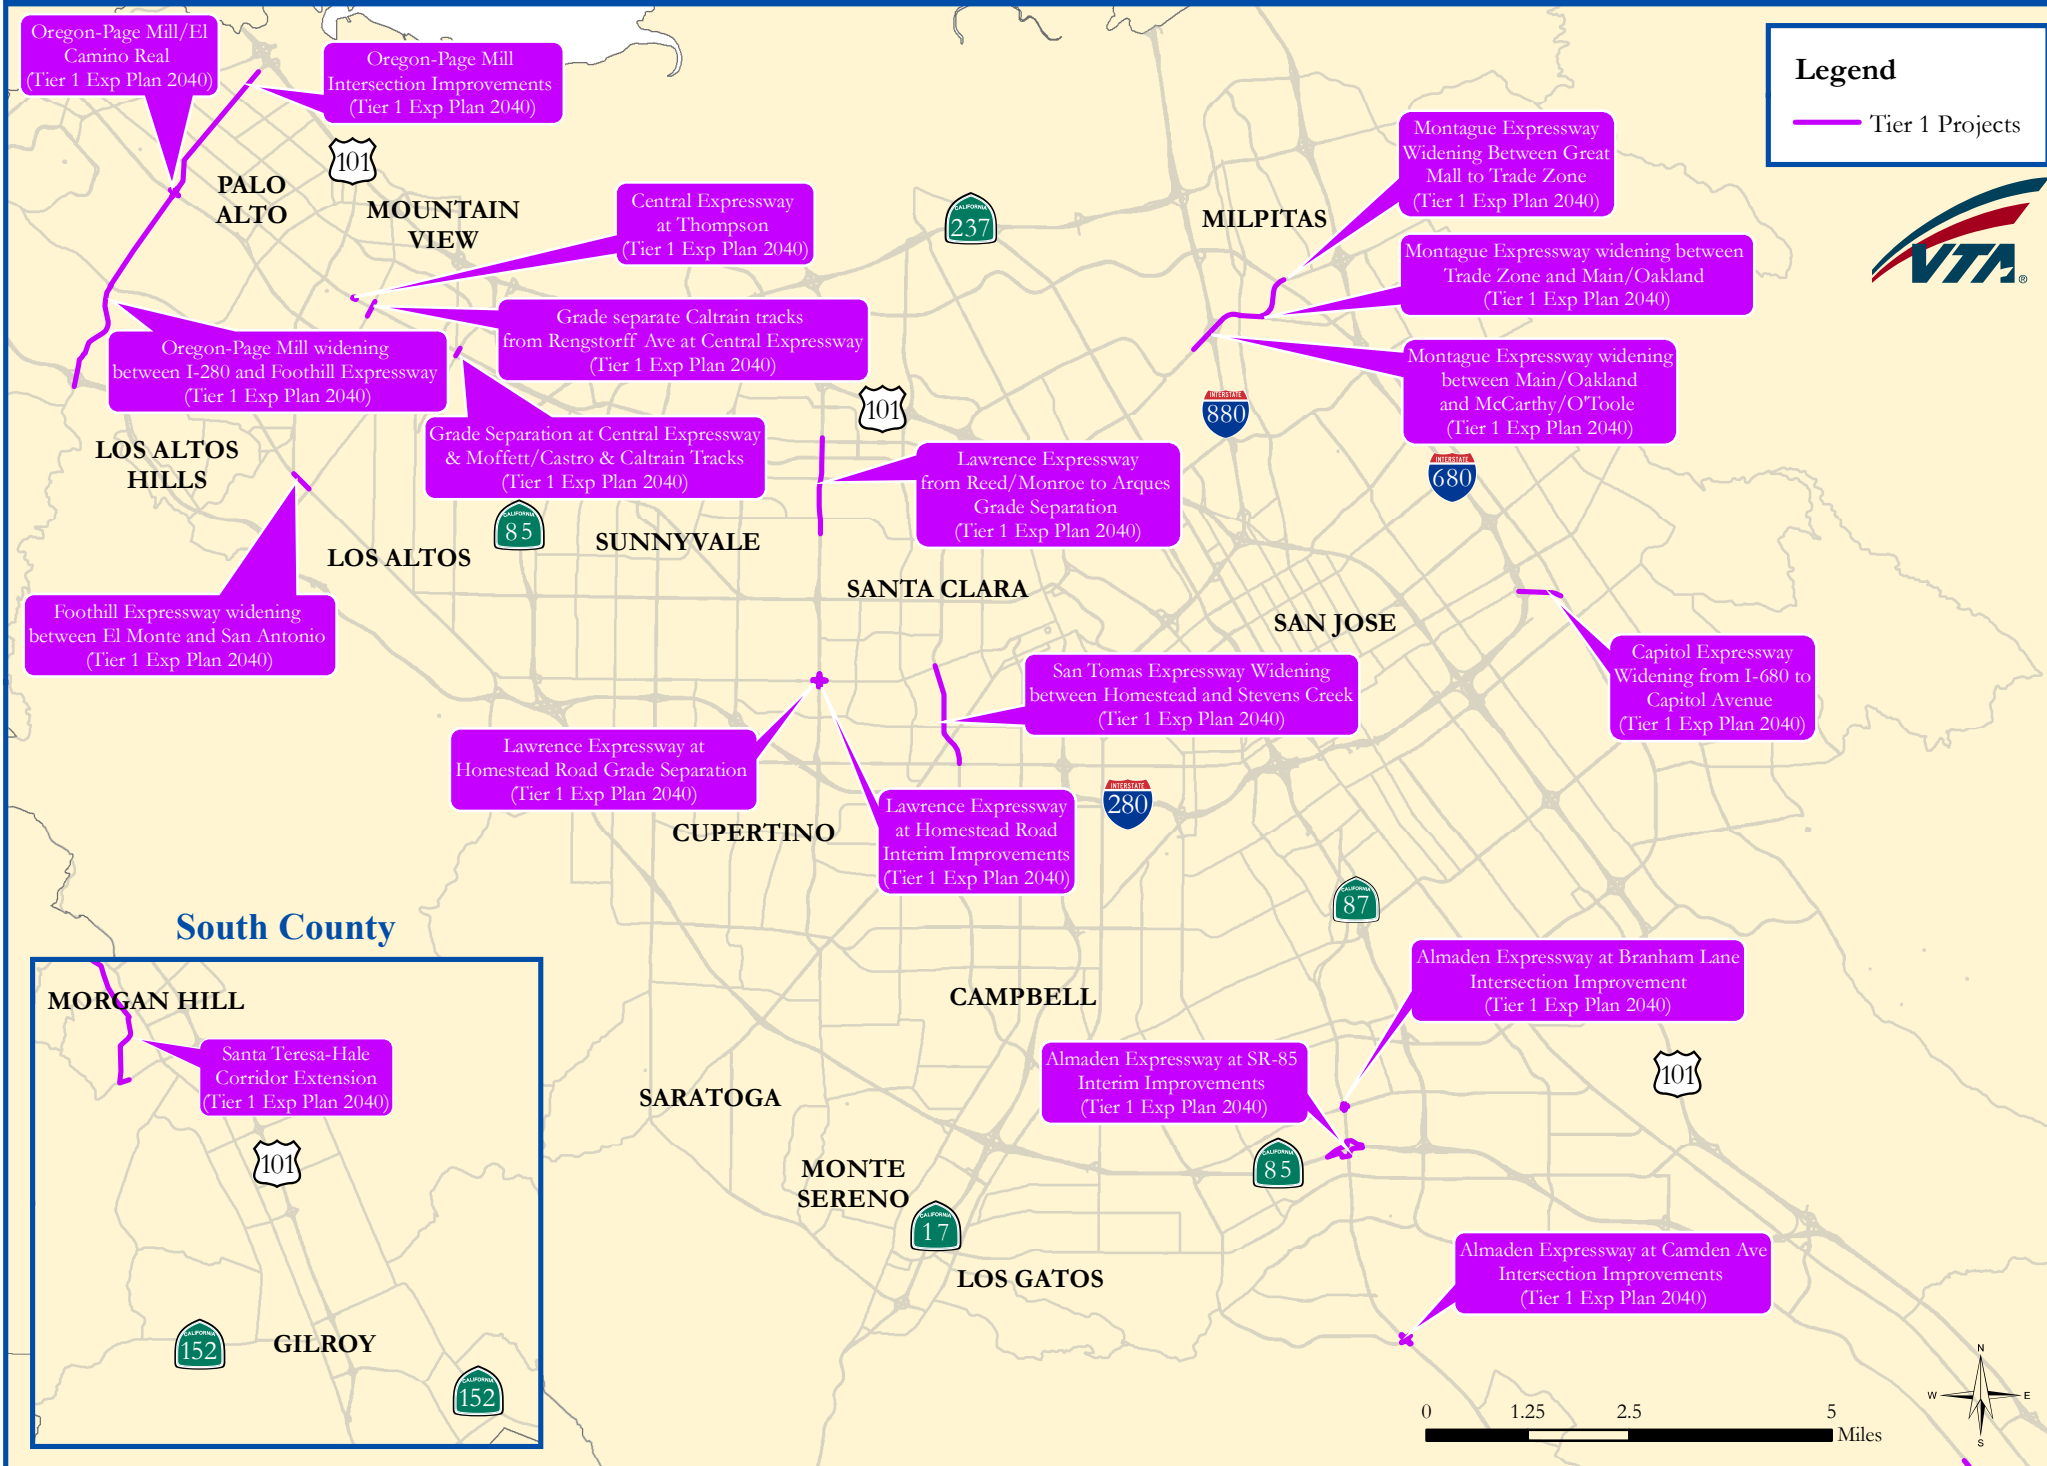 Oregon-Page Mill/El
Camino Real
(Tier 1 Exp Plan 2040)
Oregon-Page Mill
Intersection Improvements
(Tier 1 Exp Plan 2040)
Legend
Tier 1 Projects
VTA®
101
PALO
ALTO
MOUNTAIN
VIEW
Central Expressway
at Thompson
(Tier 1 Exp Plan 2040)
CALIFORNIA
237
MILPITAS
Montague Expressway
Widening Between Great
Mall to Trade Zone
(Tier 1 Exp Plan 2040)
Montague Expressway widening between
Trade Zone and Main/Oakland
(Tier 1 Exp Plan 2040)
Montague Expressway widening
between Main/Oakland
and McCarthy/O'Toole
(Tier 1 Exp Plan 2040)
Grade separate Caltrain tracks
from Rengstorff Ave at Central Expressway
(Tier 1 Exp Plan 2040)
Oregon-Page Mill widening
between I-280 and Foothill Expressway
(Tier 1 Exp Plan 2040)
101
INTERSTATE
880
INTERSTATE
680
LOS ALTOS
HILLS
Grade Separation at Central Expressway
& Moffett/Castro & Caltrain Tracks
(Tier 1 Exp Plan 2040)
Lawrence Expressway
from Reed/Monroe to Arques
Grade Separation
(Tier 1 Exp Plan 2040)
CALIFORNIA
85
SUNNYVALE
LOS ALTOS
SANTA CLARA
SAN JOSE
Foothill Expressway widening
between El Monte and San Antonio
(Tier 1 Exp Plan 2040)
San Tomas Expressway Widening
between Homestead and Stevens Creek
(Tier 1 Exp Plan 2040)
Capitol Expressway
Widening from I-680 to
Capitol Avenue
(Tier 1 Exp Plan 2040)
Lawrence Expressway at
Homestead Road Grade Separation
(Tier 1 Exp Plan 2040)
Lawrence Expressway
at Homestead Road
Interim Improvements
(Tier 1 Exp Plan 2040)
INTERSTATE
280
CUPERTINO
CALIFORNIA
87
South County
MORGAN HILL
Santa Teresa-Hale
Corridor Extension
(Tier 1 Exp Plan 2040)
101
CALIFORNIA
152
GILROY
CALIFORNIA
152
CAMPBELL
Almaden Expressway at Branham Lane
Intersection Improvement
(Tier 1 Exp Plan 2040)
Almaden Expressway at SR-85
Interim Improvements
(Tier 1 Exp Plan 2040)
101
SARATOGA
MONTE
SERENO
CALIFORNIA
85
CALIFORNIA
17
LOS GATOS
Almaden Expressway at Camden Ave
Intersection Improvements
(Tier 1 Exp Plan 2040)
N
W E
S
0 1.25 2.5 5
Miles